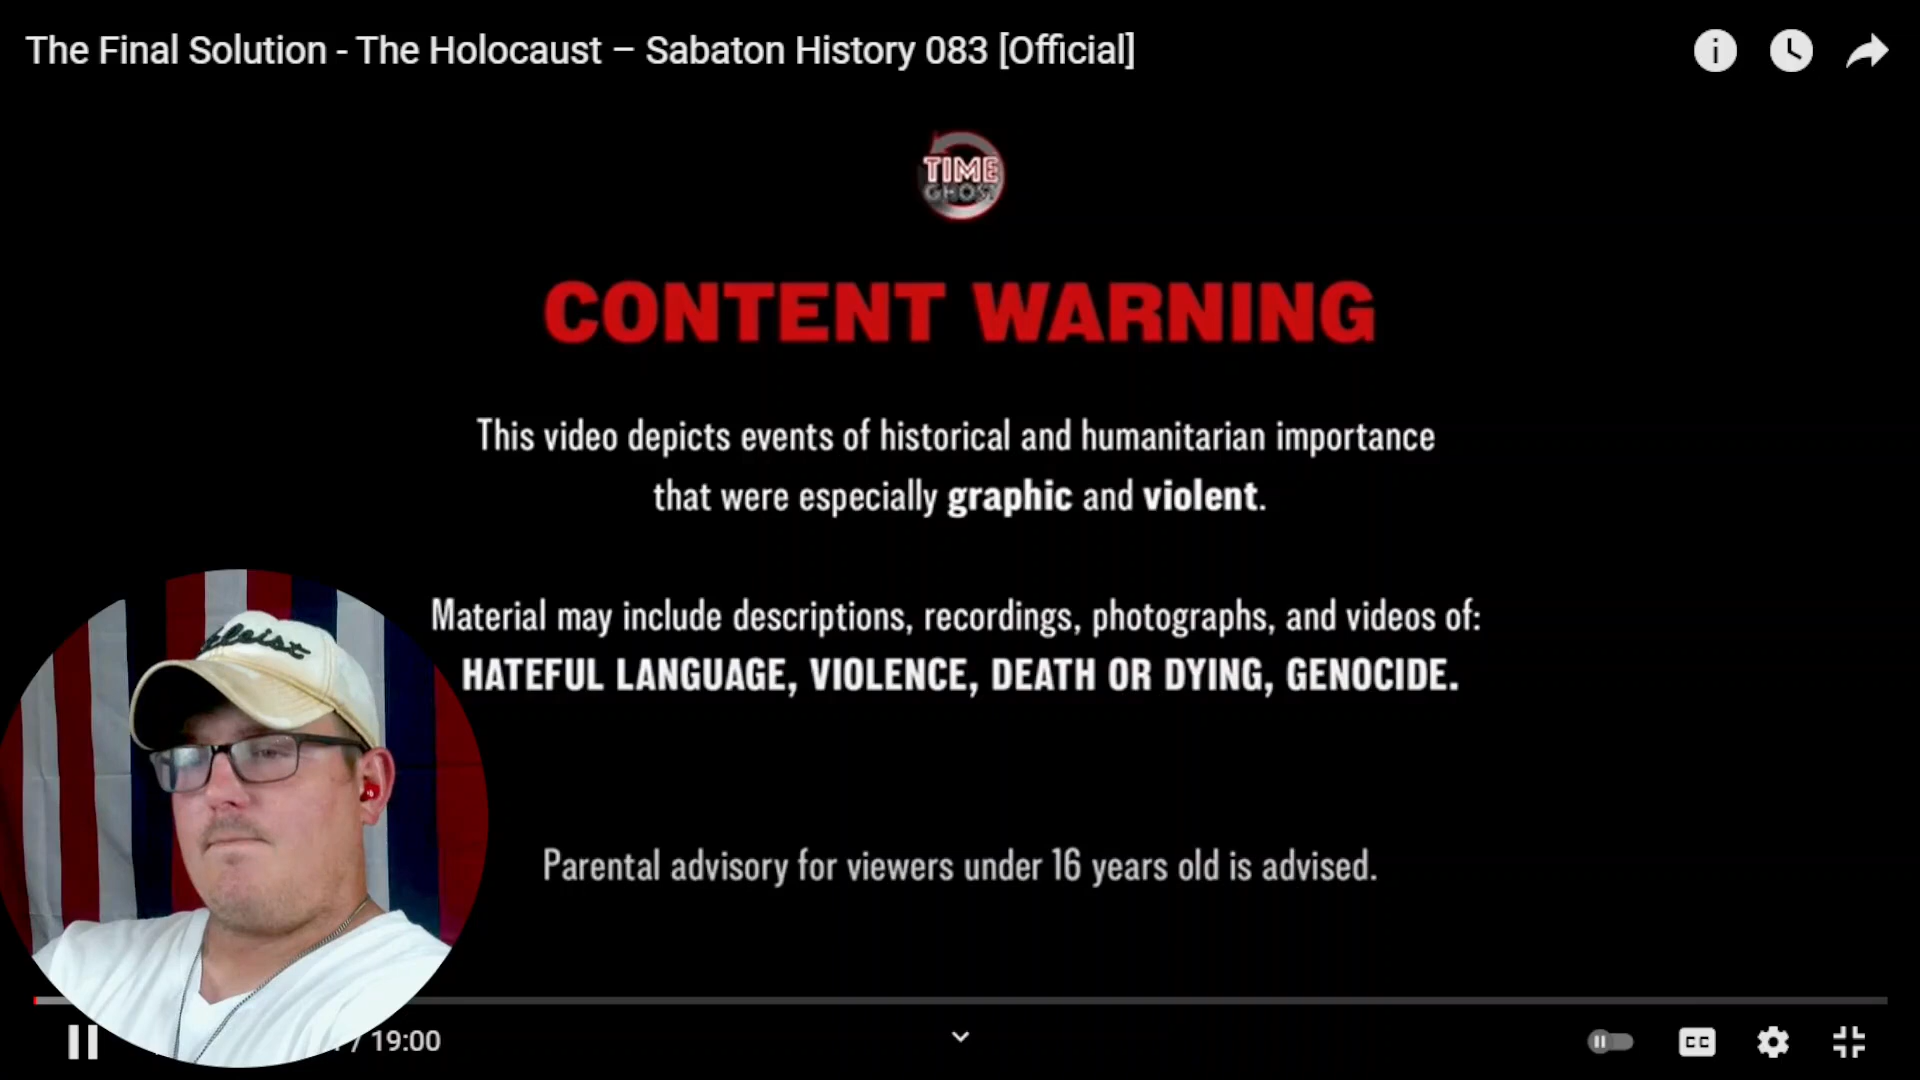 The Final Solution - The Holocaust – Sabaton History 083 [Official]
TIME
GHOST
CONTENT WARNING
This video depicts events of historical and humanitarian importance
that were especially graphic and violent.
Material may include descriptions, recordings, photographs, and videos of:
HATEFUL LANGUAGE, VIOLENCE, DEATH OR DYING, GENOCIDE.
Parental advisory for viewers under 16 years old is advised.
/ 19:00
CC